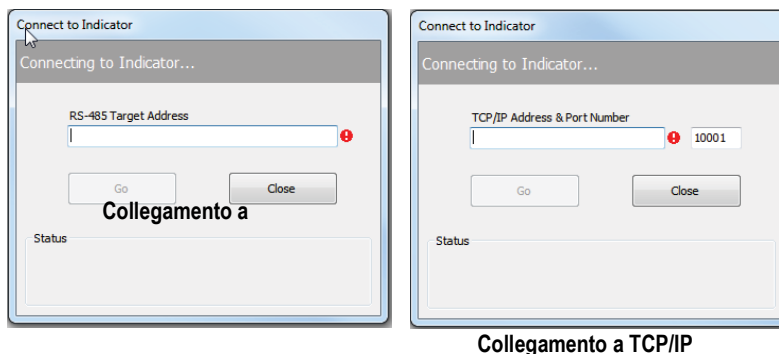 Connect to Indicator
Connecting to Indicator...
RS-485 Target Address
Go
Close
Collegamento a
Status
Connect to Indicator
Connecting to Indicator...
TCP/IP Address & Port Number
10001
Go
Close
Status
Collegamento a TCP/IP